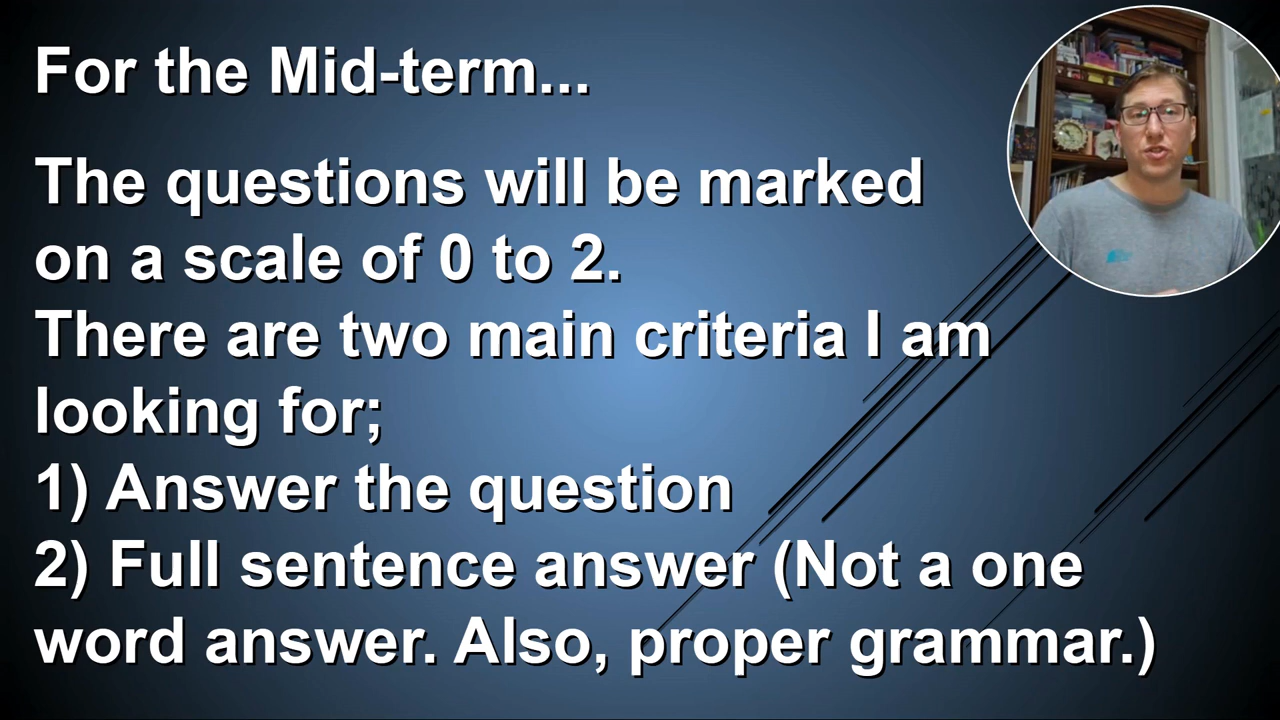 For the Mid-term...
The questions will be marked
on a scale of 0 to 2.
There are two main criteria I am
looking for;
1) Answer the question
2) Full sentence answer (Not a one
word answer. Also, proper grammar.)